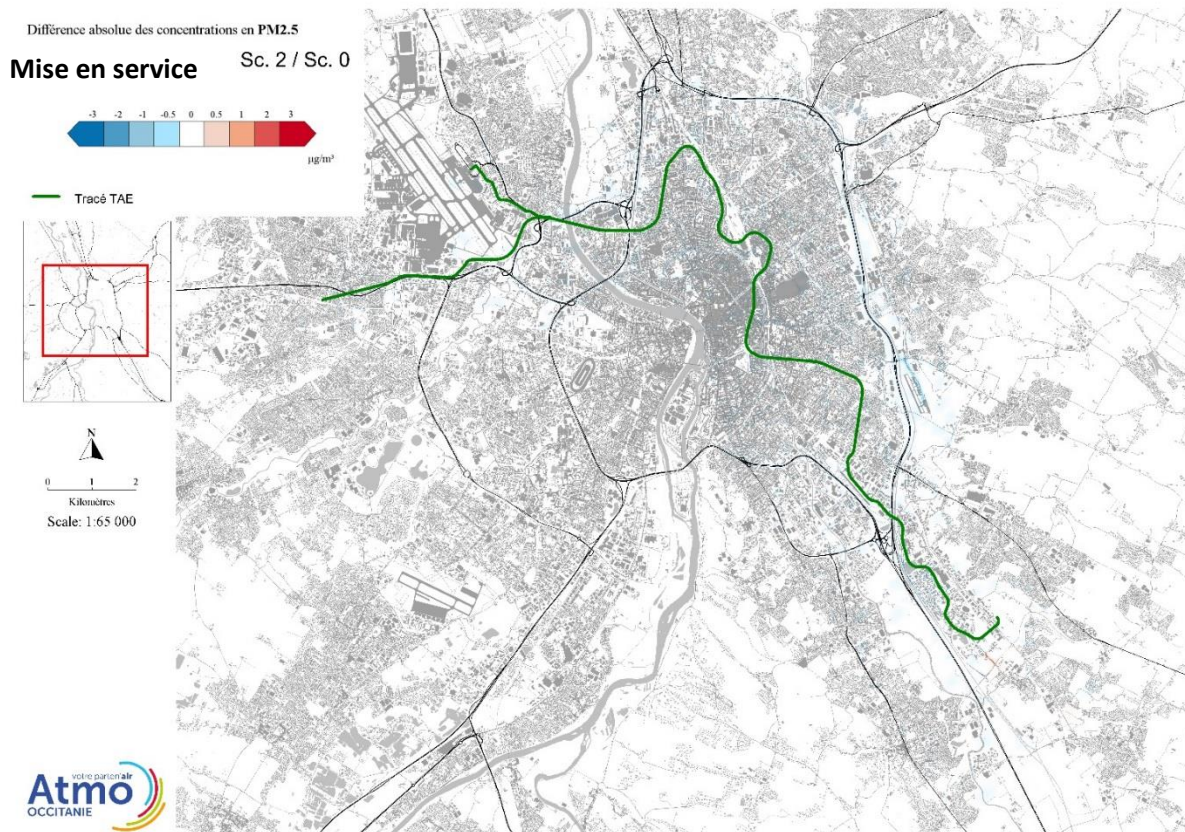 Différence absolue des concentrations en PM2.5
Mise en service
Sc. 2 / Sc. 0
-3 -2 -1 -0.5 0 0.5 1 2 3
µg/m³
Tracé TAE
N
0 1 2
Kilomètres
Scale: 1:65 000
votre parten'air
Atmo
OCCITANIE